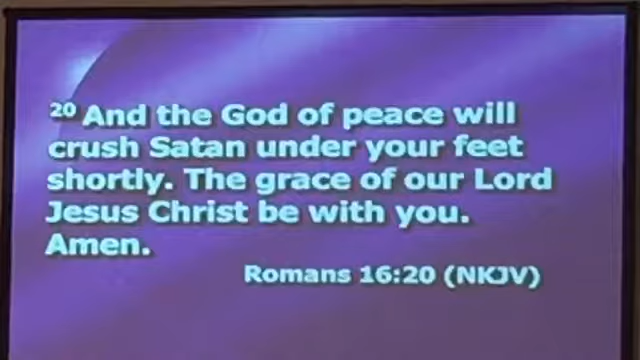 20 And the God of peace will
crush Satan under your feet
shortly. The grace of our Lord
Jesus Christ be with you.
Amen.
Romans 16:20 (NKJV)